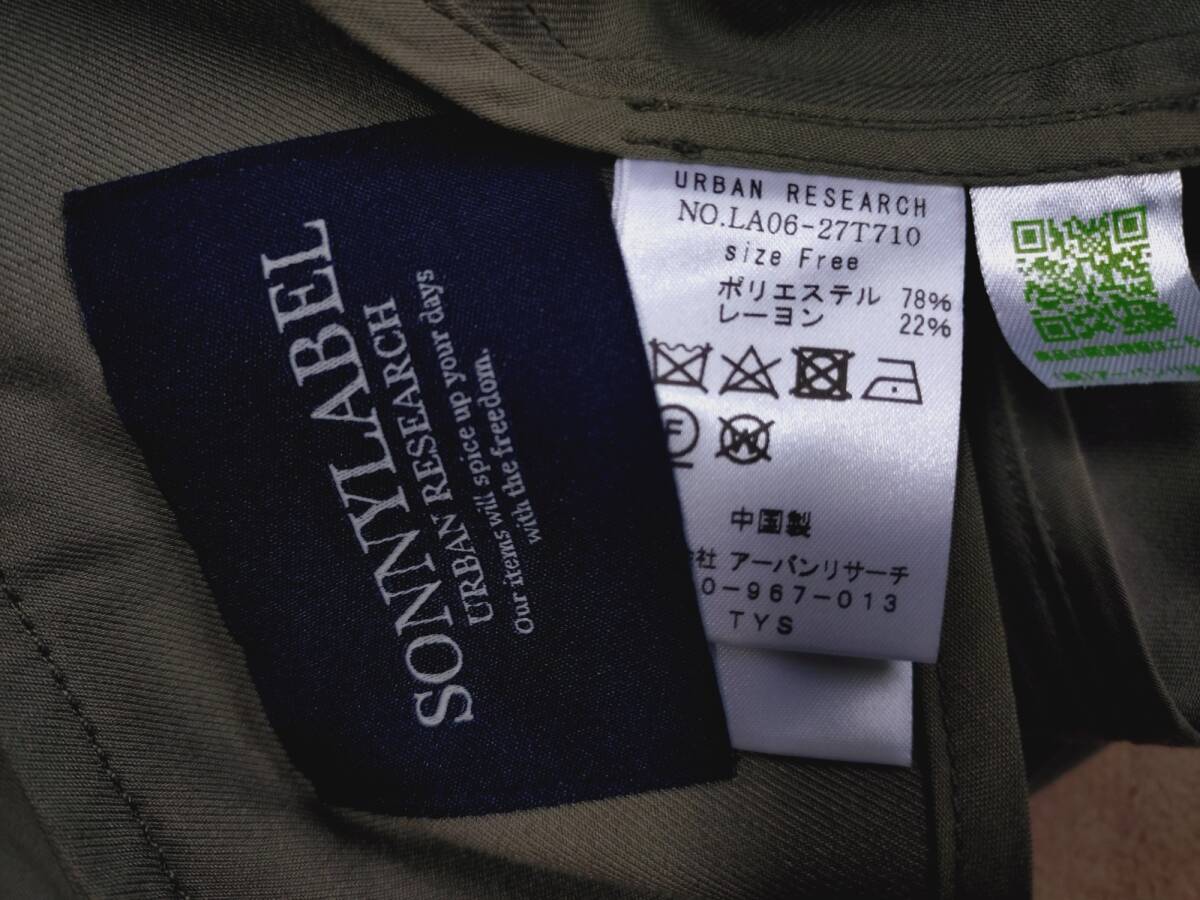 SONNYLABEL
URBAN RESEARCH
Our items will spice up your days
with the freedom.
URBAN RESEARCH
NO.LA06-27T710
size Free
ポリエステル 78%
レーヨン 22%
F
W
中国製
社 アーバンリサーチ
0-967-013
TYS